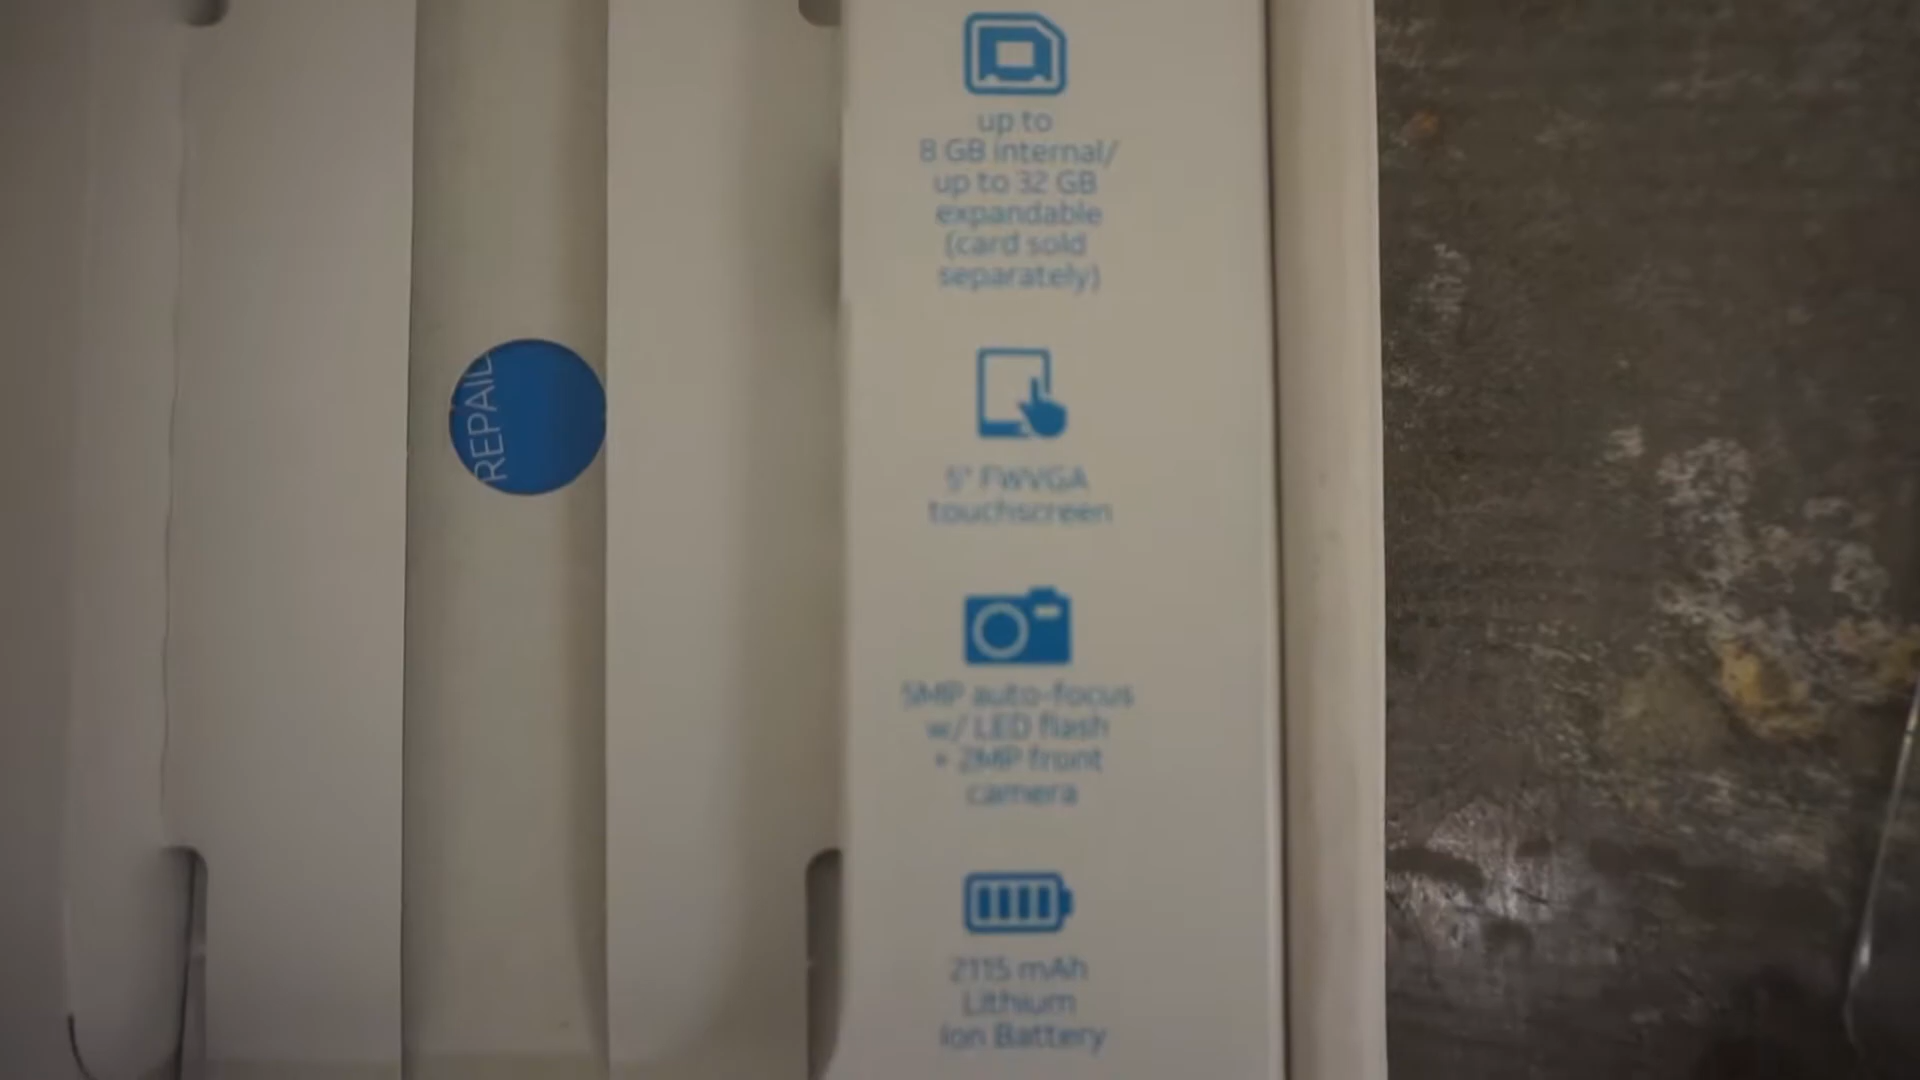 up to
8 GB internal/
up to 32 GB
expandable
(card sold
separately)
REPAID
5" FWVGA
touchscreen
5MP auto-focus
w/ LED flash
+ 2MP front
camera
2115 mAh
Lithium
Ion Battery